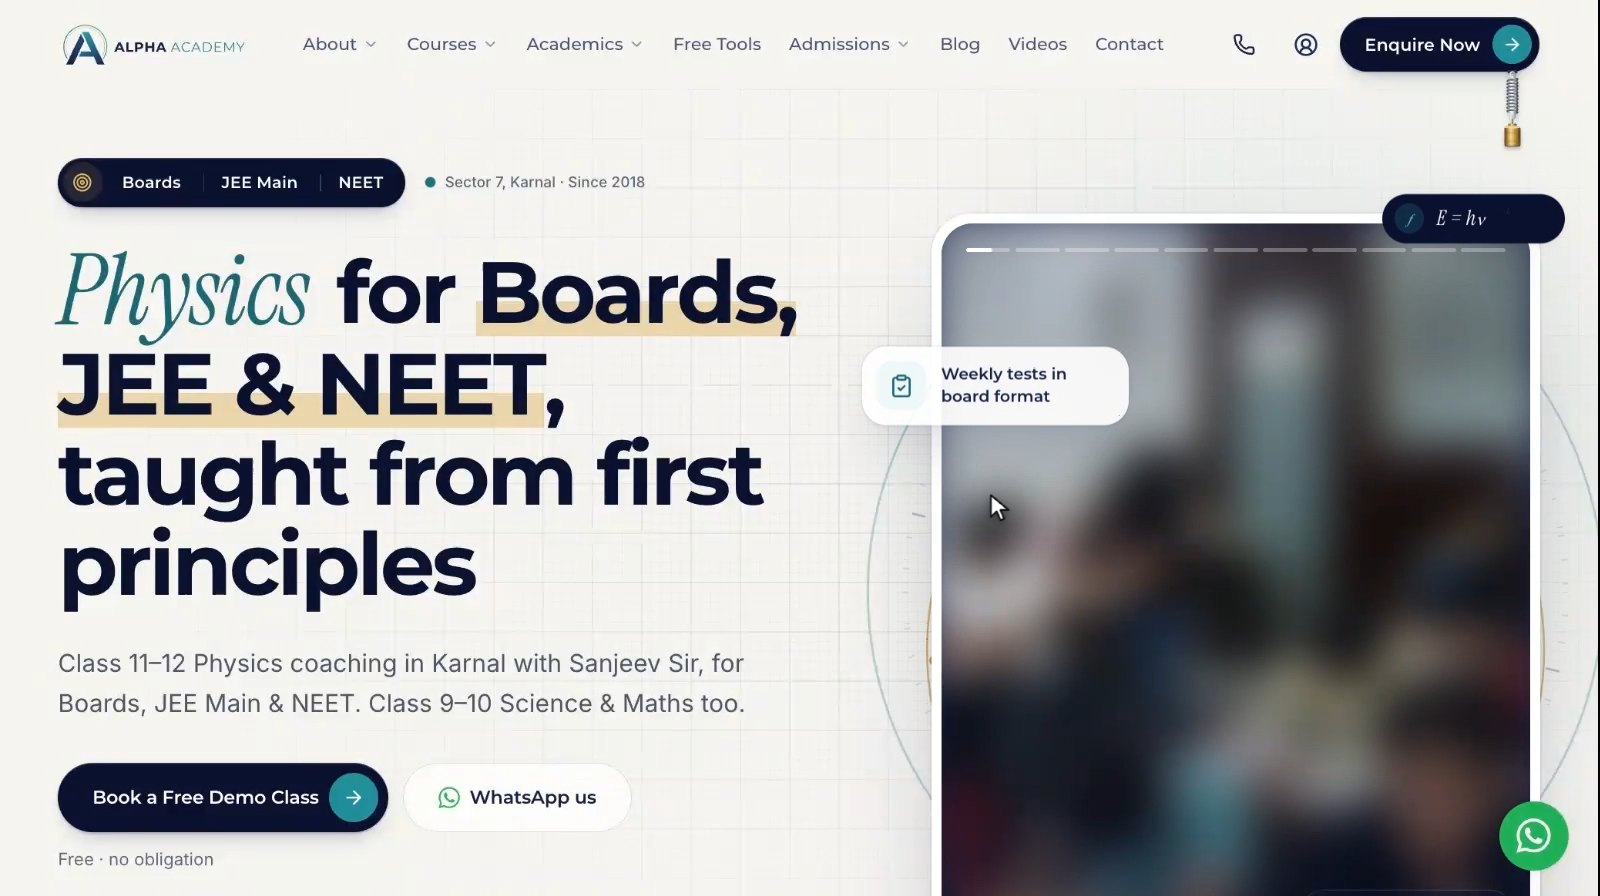 ALPHA ACADEMY
About
Courses
Academics
Free Tools
Admissions
Blog
Videos
Contact
Enquire Now
Boards
JEE Main
NEET
Sector 7, Karnal · Since 2018
E = hν
Physics for Boards,
JEE & NEET,
taught from first
principles
Weekly tests in
board format
Class 11–12 Physics coaching in Karnal with Sanjeev Sir, for
Boards, JEE Main & NEET. Class 9–10 Science & Maths too.
Book a Free Demo Class
WhatsApp us
Free · no obligation